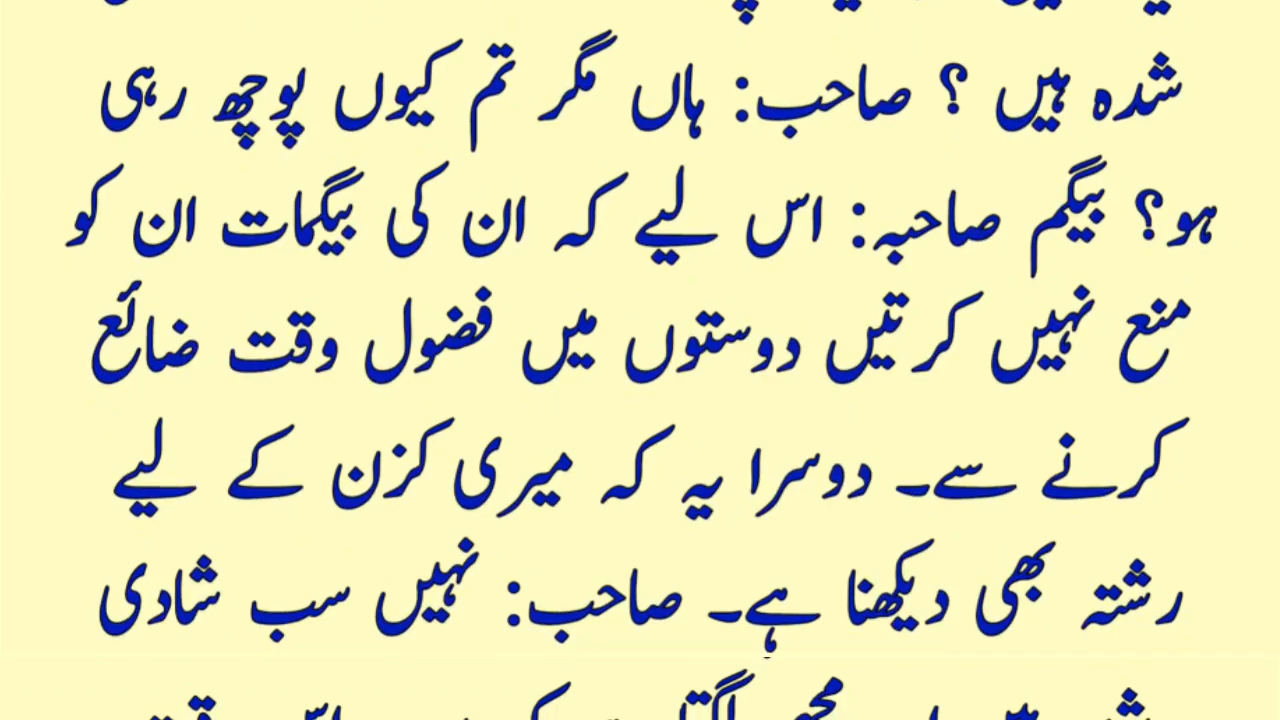 شدہ ہیں ؟ صاحب: ہاں مگر تم کیوں پوچھ رہی
ہو؟ بیگم صاحبہ: اس لیے کہ ان کی بیگمات ان کو
منع نہیں کرتیں دوستوں میں فضول وقت ضائع
کرنے سے۔ دوسرا یہ کہ میری کزن کے لیے
رشتہ بھی دیکھنا ہے۔ صاحب: نہیں سب شادی